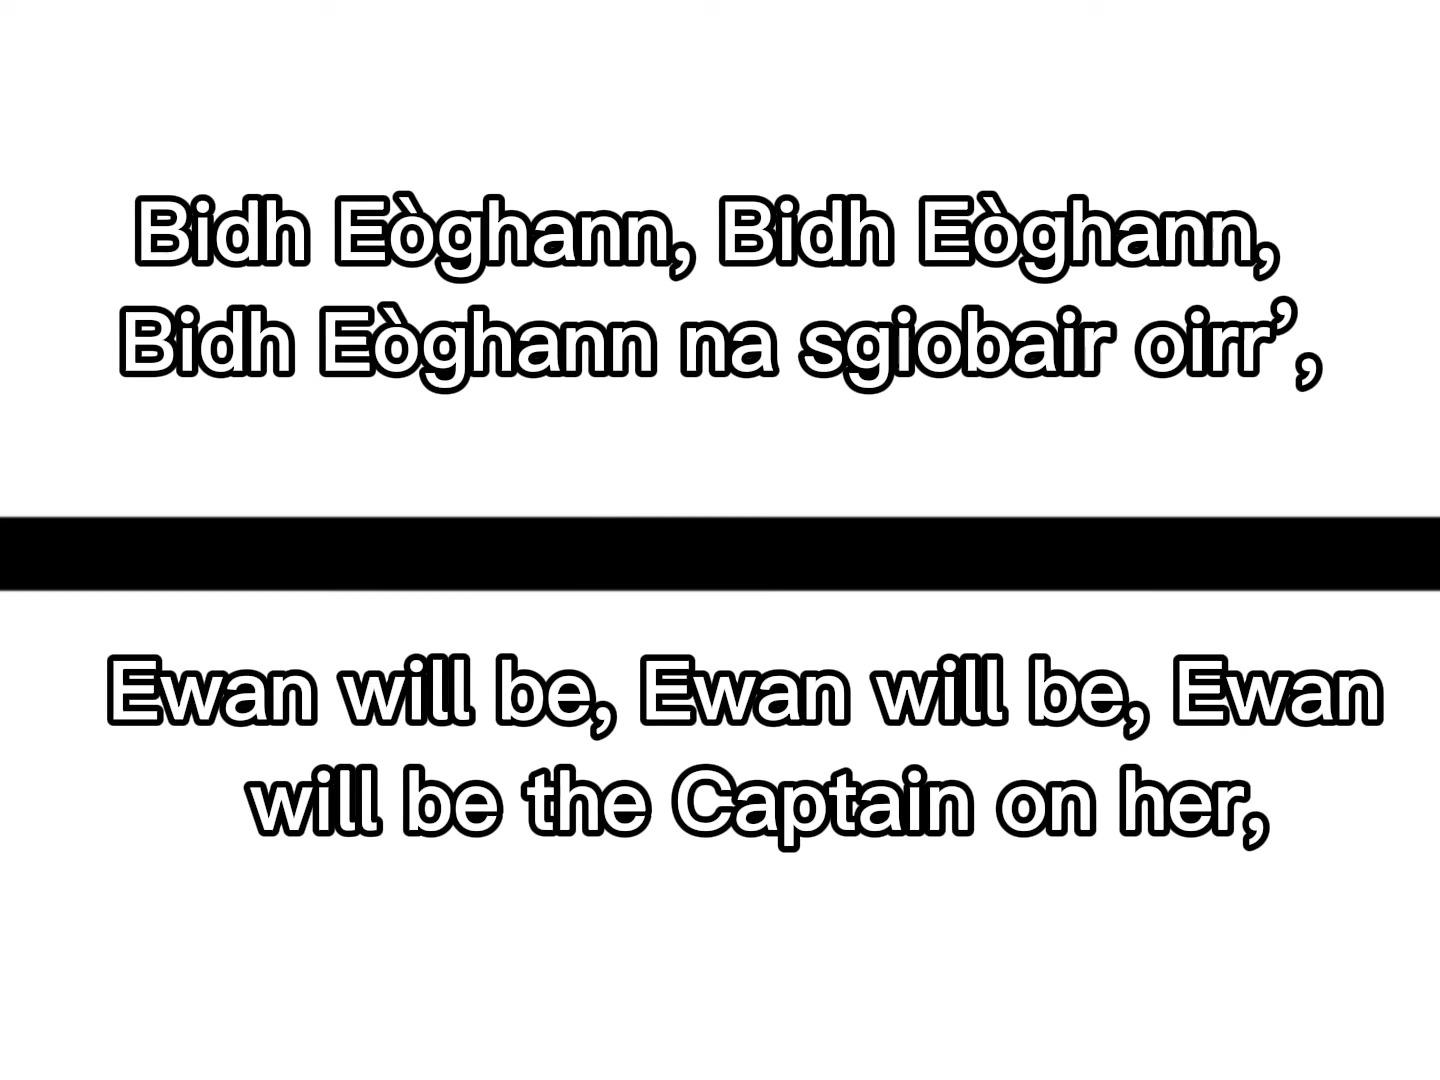 Bidh Eòghann, Bidh Eòghann,
Bidh Eòghann na sgiobair oirr’,
Ewan will be, Ewan will be, Ewan
will be the Captain on her,